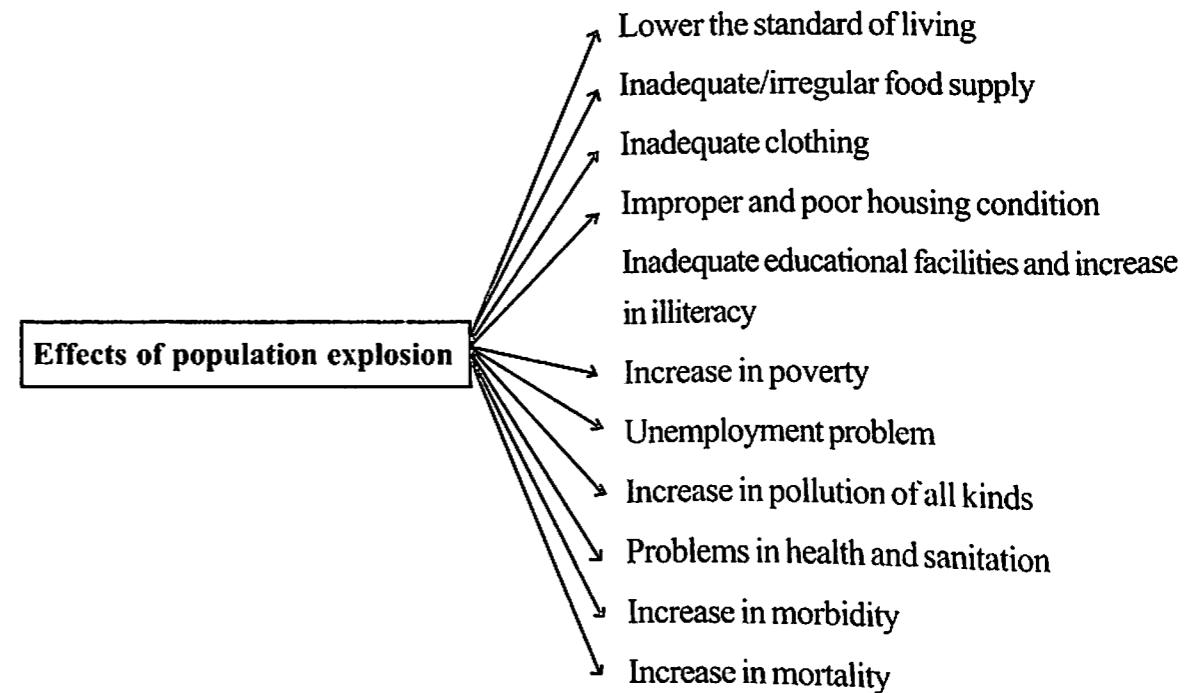 Lower the standard of living
Inadequate/irregular food supply
Inadequate clothing
Improper and poor housing condition
Inadequate educational facilities and increase
in illiteracy
Effects of population explosion
Increase in poverty
Unemployment problem
Increase in pollution of all kinds
Problems in health and sanitation
Increase in morbidity
Increase in mortality